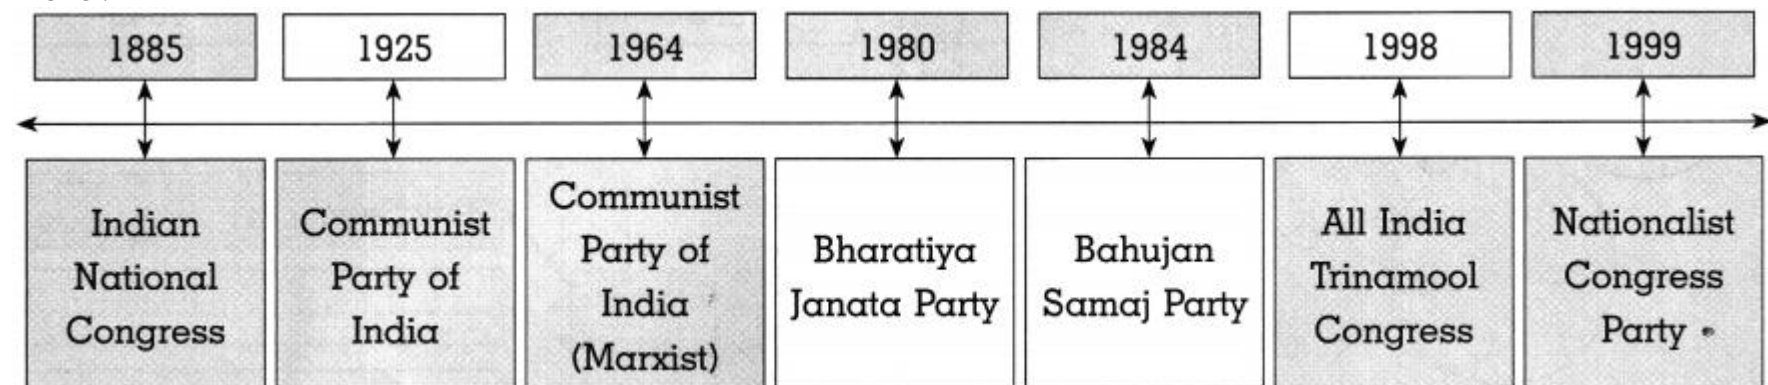 1885
1925
1964
1980
1984
1998
1999
Indian
National
Congress
Communist
Party of
India
Communist
Party of
India
(Marxist)
Bharatiya
Janata Party
Bahujan
Samaj Party
All India
Trinamool
Congress
Nationalist
Congress
Party